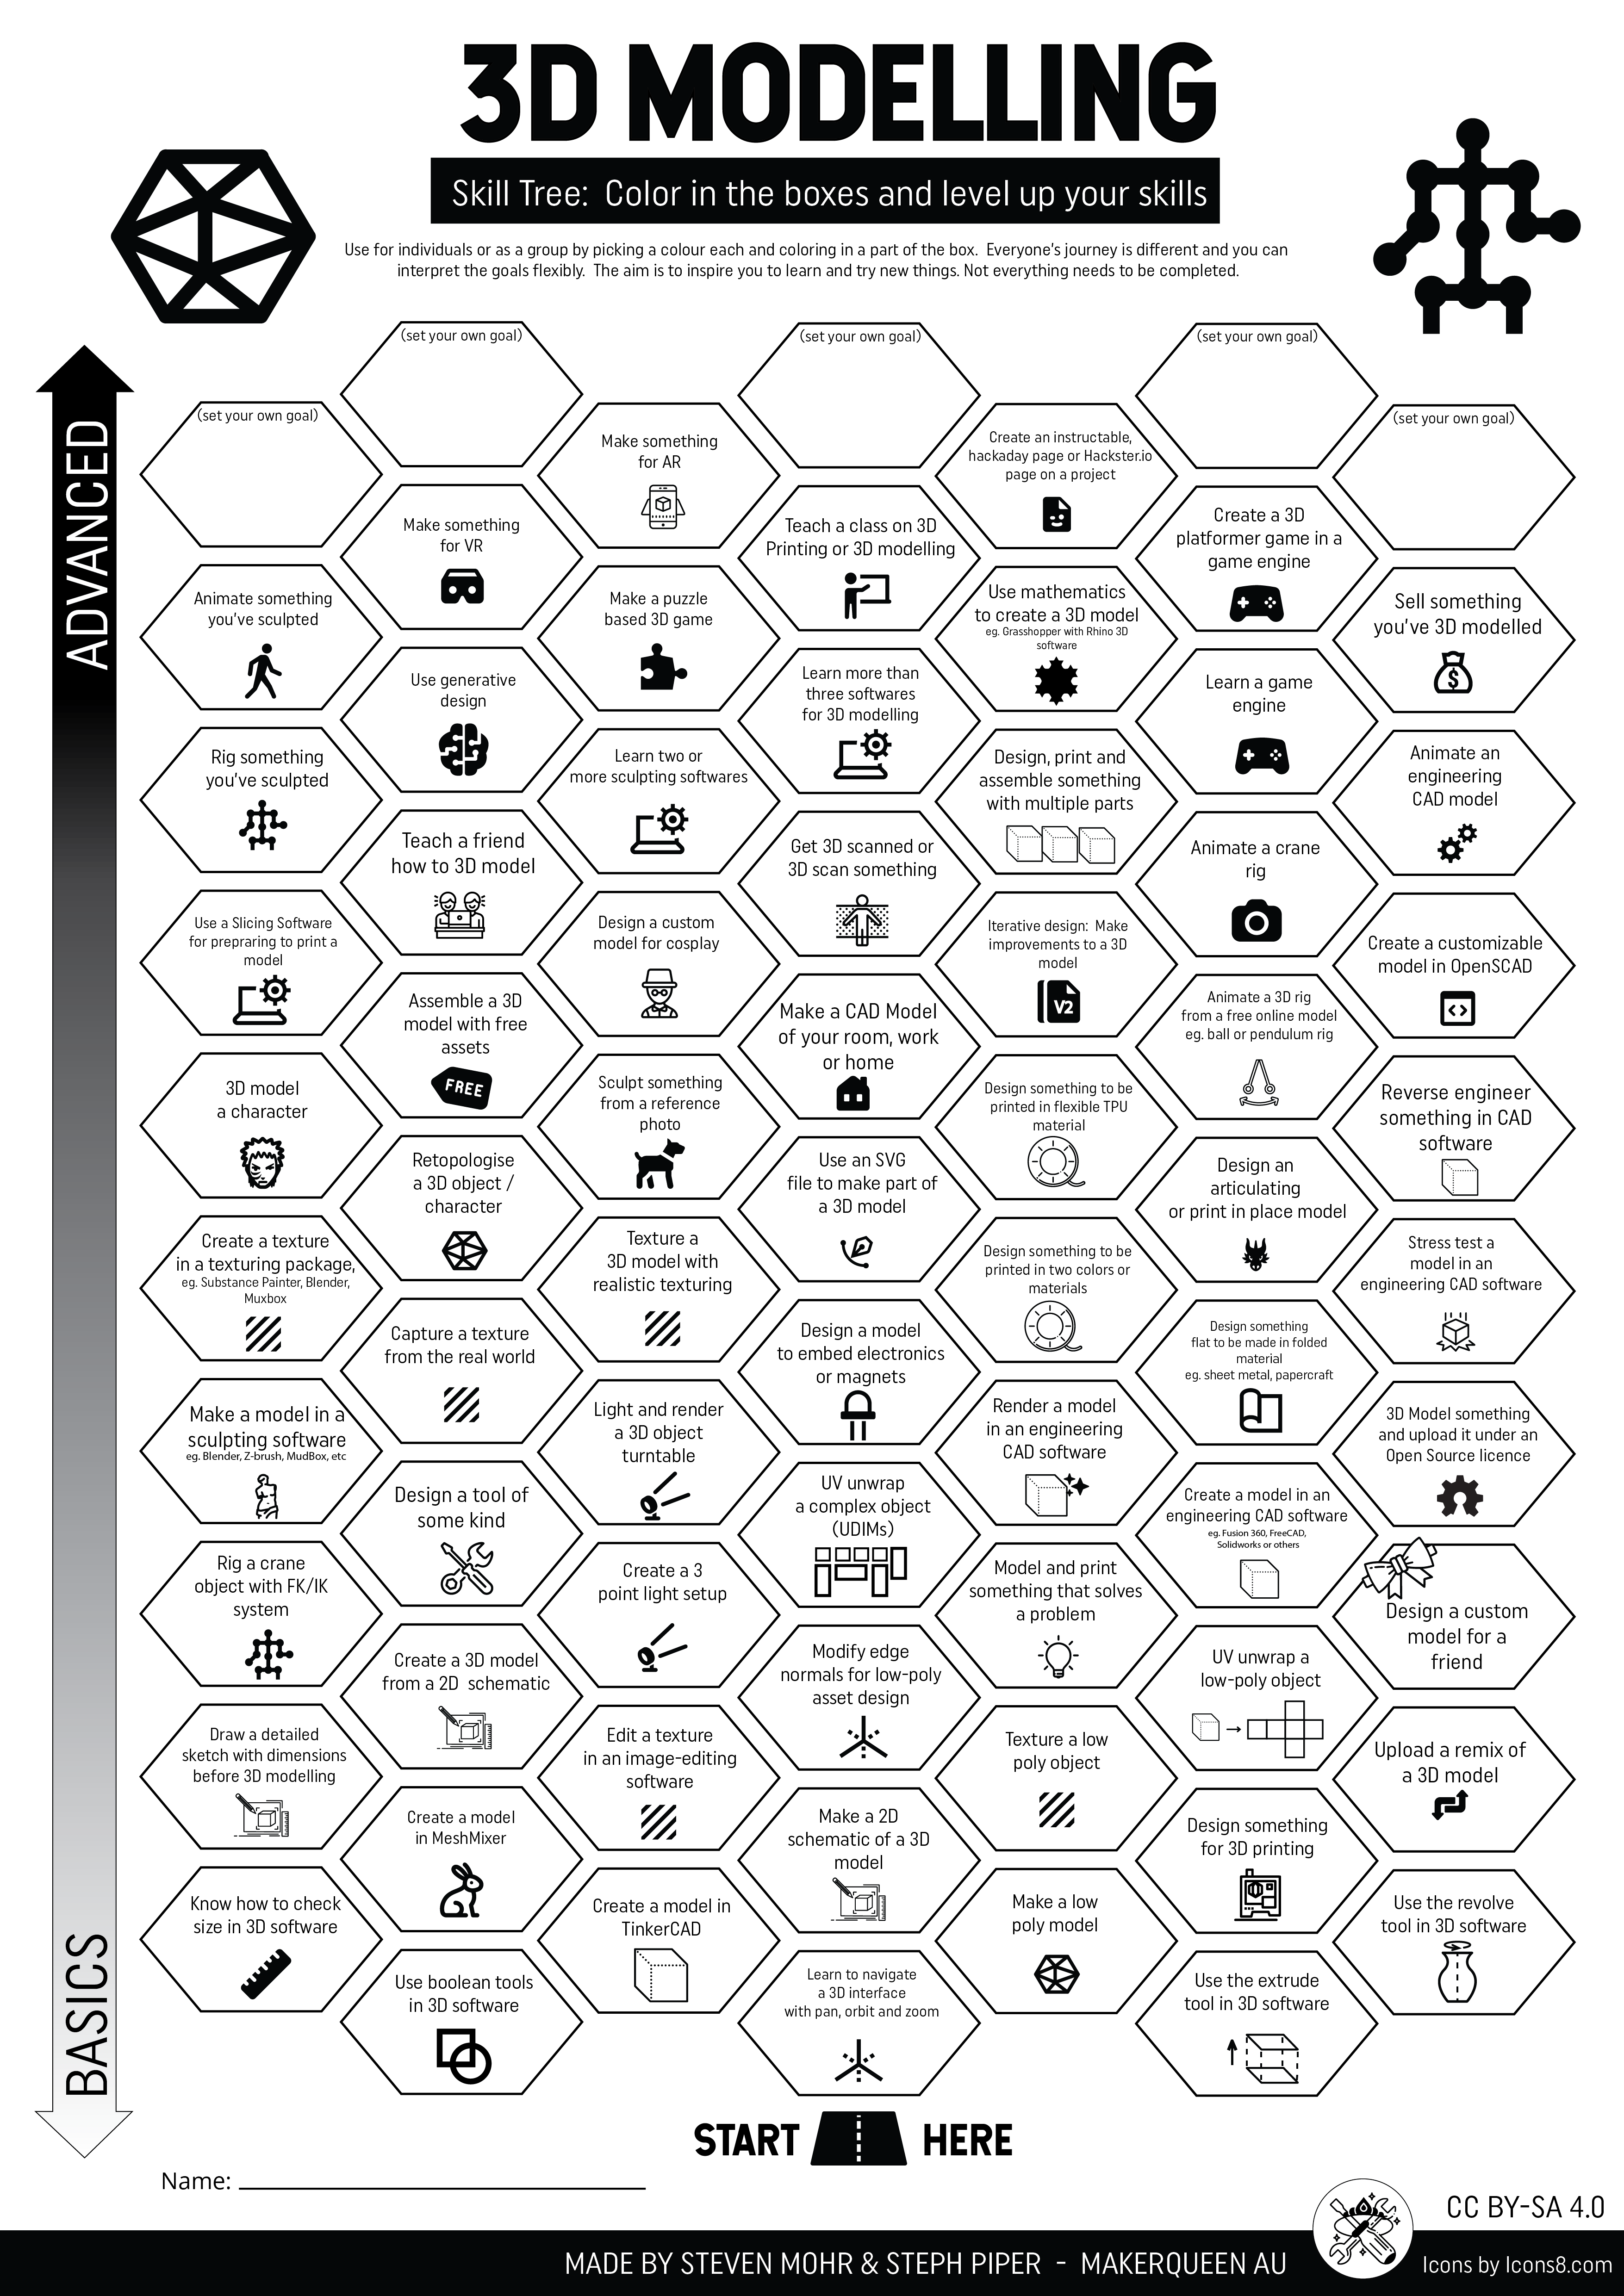 3D MODELLING
Skill Tree:  Color in the boxes and level up your skills
Use for individuals or as a group by picking a colour each and coloring in a part of the box.  Everyone's journey is different and you can
interpret the goals flexibly.  The aim is to inspire you to learn and try new things. Not everything needs to be completed.
ADVANCED
BASICS
(set your own goal)
(set your own goal)
(set your own goal)
(set your own goal)
(set your own goal)
Make something
for AR
Create an instructable,
hackaday page or Hackster.io
page on a project
Make something
for VR
Teach a class on 3D
Printing or 3D modelling
Create a 3D
platformer game in a
game engine
Animate something
you've sculpted
Make a puzzle
based 3D game
Use mathematics
to create a 3D model
eg. Grasshopper with Rhino 3D
software
Sell something
you've 3D modelled
Use generative
design
Learn more than
three softwares
for 3D modelling
Learn a game
engine
Rig something
you've sculpted
Learn two or
more sculpting softwares
Design, print and
assemble something
with multiple parts
Animate an
engineering
CAD model
Teach a friend
how to 3D model
Get 3D scanned or
3D scan something
Animate a crane
rig
Use a Slicing Software
for prepraring to print a
model
Design a custom
model for cosplay
Iterative design:  Make
improvements to a 3D
model
V2
Create a customizable
model in OpenSCAD
Assemble a 3D
model with free
assets
FREE
Make a CAD Model
of your room, work
or home
Animate a 3D rig
from a free online model
eg. ball or pendulum rig
3D model
a character
Sculpt something
from a reference
photo
Design something to be
printed in flexible TPU
material
Reverse engineer
something in CAD
software
Retopologise
a 3D object /
character
Use an SVG
file to make part of
a 3D model
Design an
articulating
or print in place model
Create a texture
in a texturing package,
eg. Substance Painter, Blender,
Muxbox
Texture a
3D model with
realistic texturing
Design something to be
printed in two colors or
materials
Stress test a
model in an
engineering CAD software
Capture a texture
from the real world
Design a model
to embed electronics
or magnets
Design something
flat to be made in folded
material
eg. sheet metal, papercraft
Make a model in a
sculpting software
eg. Blender, Z-brush, MudBox, etc
Light and render
a 3D object
turntable
Render a model
in an engineering
CAD software
3D Model something
and upload it under an
Open Source licence
Design a tool of
some kind
UV unwrap
a complex object
(UDIMs)
Create a model in an
engineering CAD software
eg. Fusion 360, FreeCAD,
Solidworks or others
Rig a crane
object with FK/IK
system
Create a 3
point light setup
Model and print
something that solves
a problem
Design a custom
model for a
friend
Create a 3D model
from a 2D  schematic
Modify edge
normals for low-poly
asset design
UV unwrap a
low-poly object
Draw a detailed
sketch with dimensions
before 3D modelling
Edit a texture
in an image-editing
software
Texture a low
poly object
Upload a remix of
a 3D model
Create a model
in MeshMixer
Make a 2D
schematic of a 3D
model
Design something
for 3D printing
Know how to check
size in 3D software
Create a model in
TinkerCAD
Make a low
poly model
Use the revolve
tool in 3D software
Use boolean tools
in 3D software
Learn to navigate
a 3D interface
with pan, orbit and zoom
Use the extrude
tool in 3D software
START HERE
Name:
CC BY-SA 4.0
MADE BY STEVEN MOHR & STEPH PIPER  -  MAKERQUEEN AU
Icons by Icons8.com